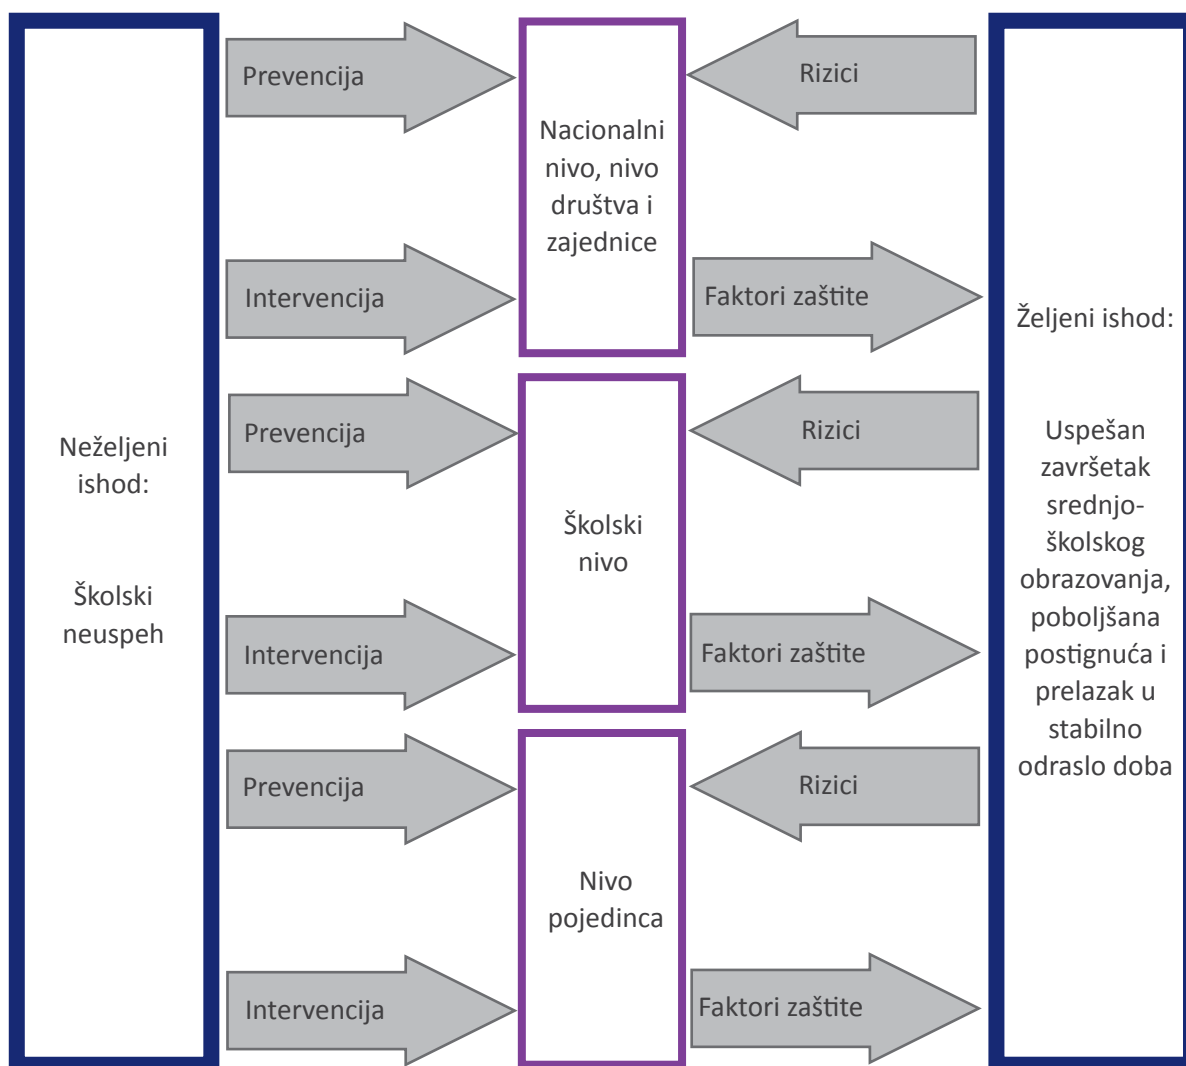 Neželjeni
ishod:
Školski
neuspeh
Prevencija
Nacionalni
nivo, nivo
društva i
zajednice
Rizici
Intervencija
Faktori zaštite
Prevencija
Školski
nivo
Rizici
Intervencija
Faktori zaštite
Prevencija
Nivo
pojedinca
Rizici
Intervencija
Faktori zaštite
Željeni ishod:
Uspešan
završetak
srednjo-
školskog
obrazovanja,
poboljšana
postignuća i
prelazak u
stabilno
odraslo doba